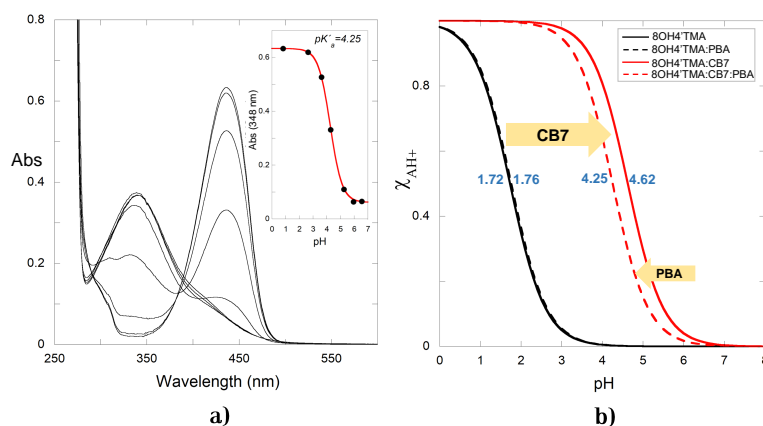 0.8
0.6
0.4
0.2
0
Abs
250
350
450
550
Wavelength (nm)
pK´a =4.25
Abs (348 nm)
0.6
0.4
0.2
0
0 1 2 3 4 5 6 7
pH
a)
8OH4'TMA
8OH4'TMA:PBA
8OH4'TMA:CB7
8OH4'TMA:CB7:PBA
0.8
0.4
0
χAH+
CB7
1.72 1.76 4.25 4.62
PBA
0 1 2 3 4 5 6 7 8
pH
b)